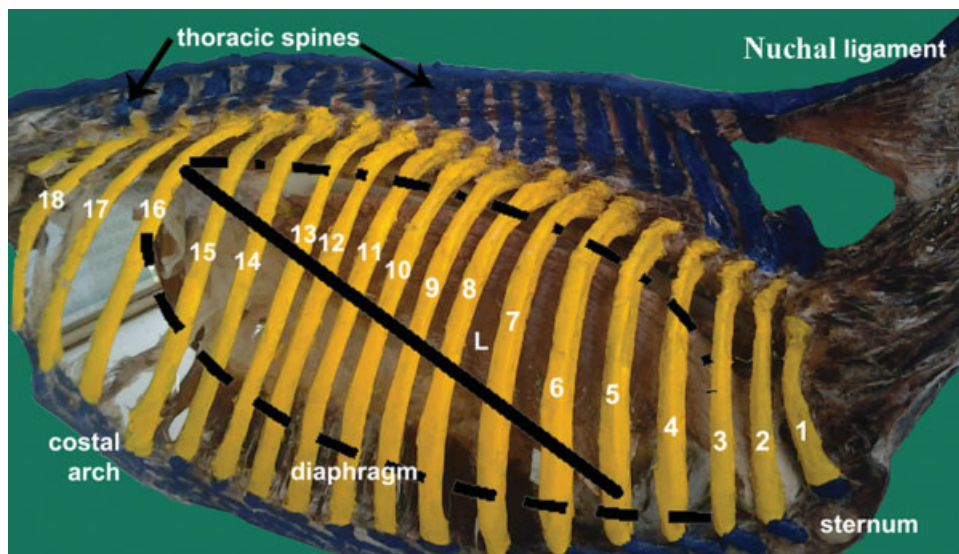 thoracic spines
Nuchal ligament
18
17
16
15
14
13
12
11
10
9
8
7
6
5
4
3
2
1
L
costal
arch
diaphragm
sternum